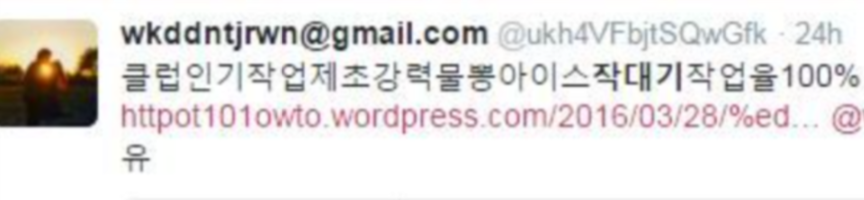 wkddntjrwn@gmail.com @ukh4VFbjtSQwGfk · 24h
클럽인기작업제초강력물뽕아이스작대기작업율100%
httpot101owto.wordpress.com/2016/03/28/%ed... @
유